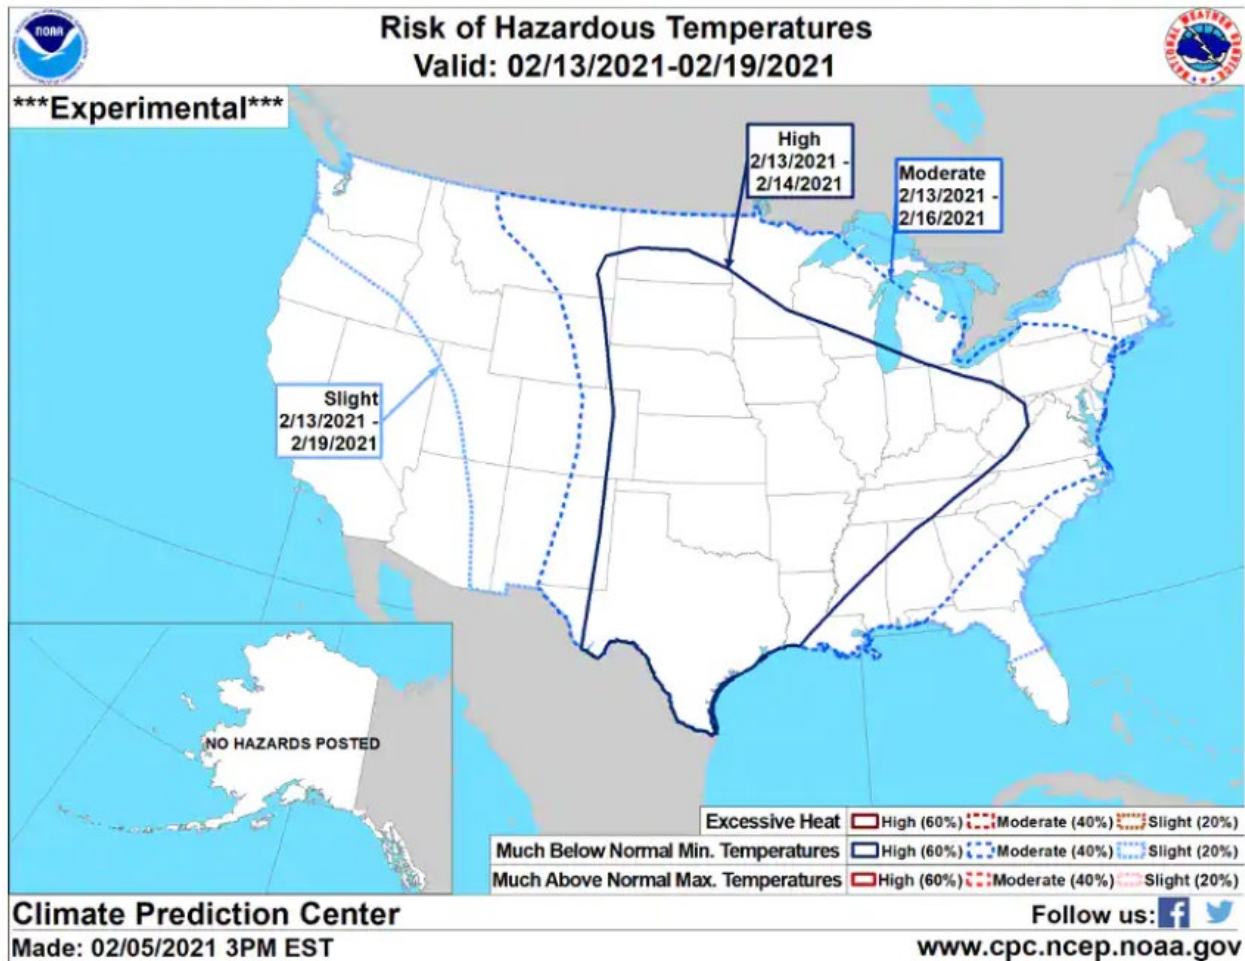 NOAA
Risk of Hazardous Temperatures
Valid: 02/13/2021-02/19/2021
NATIONAL WEATHER SERVICE
***Experimental***
High
2/13/2021 -
2/14/2021
Moderate
2/13/2021 -
2/16/2021
Slight
2/13/2021 -
2/19/2021
NO HAZARDS POSTED
Excessive Heat High (60%) Moderate (40%) Slight (20%)
Much Below Normal Min. Temperatures High (60%) Moderate (40%) Slight (20%)
Much Above Normal Max. Temperatures High (60%) Moderate (40%) Slight (20%)
Climate Prediction Center
Follow us:
Made: 02/05/2021 3PM EST
www.cpc.ncep.noaa.gov